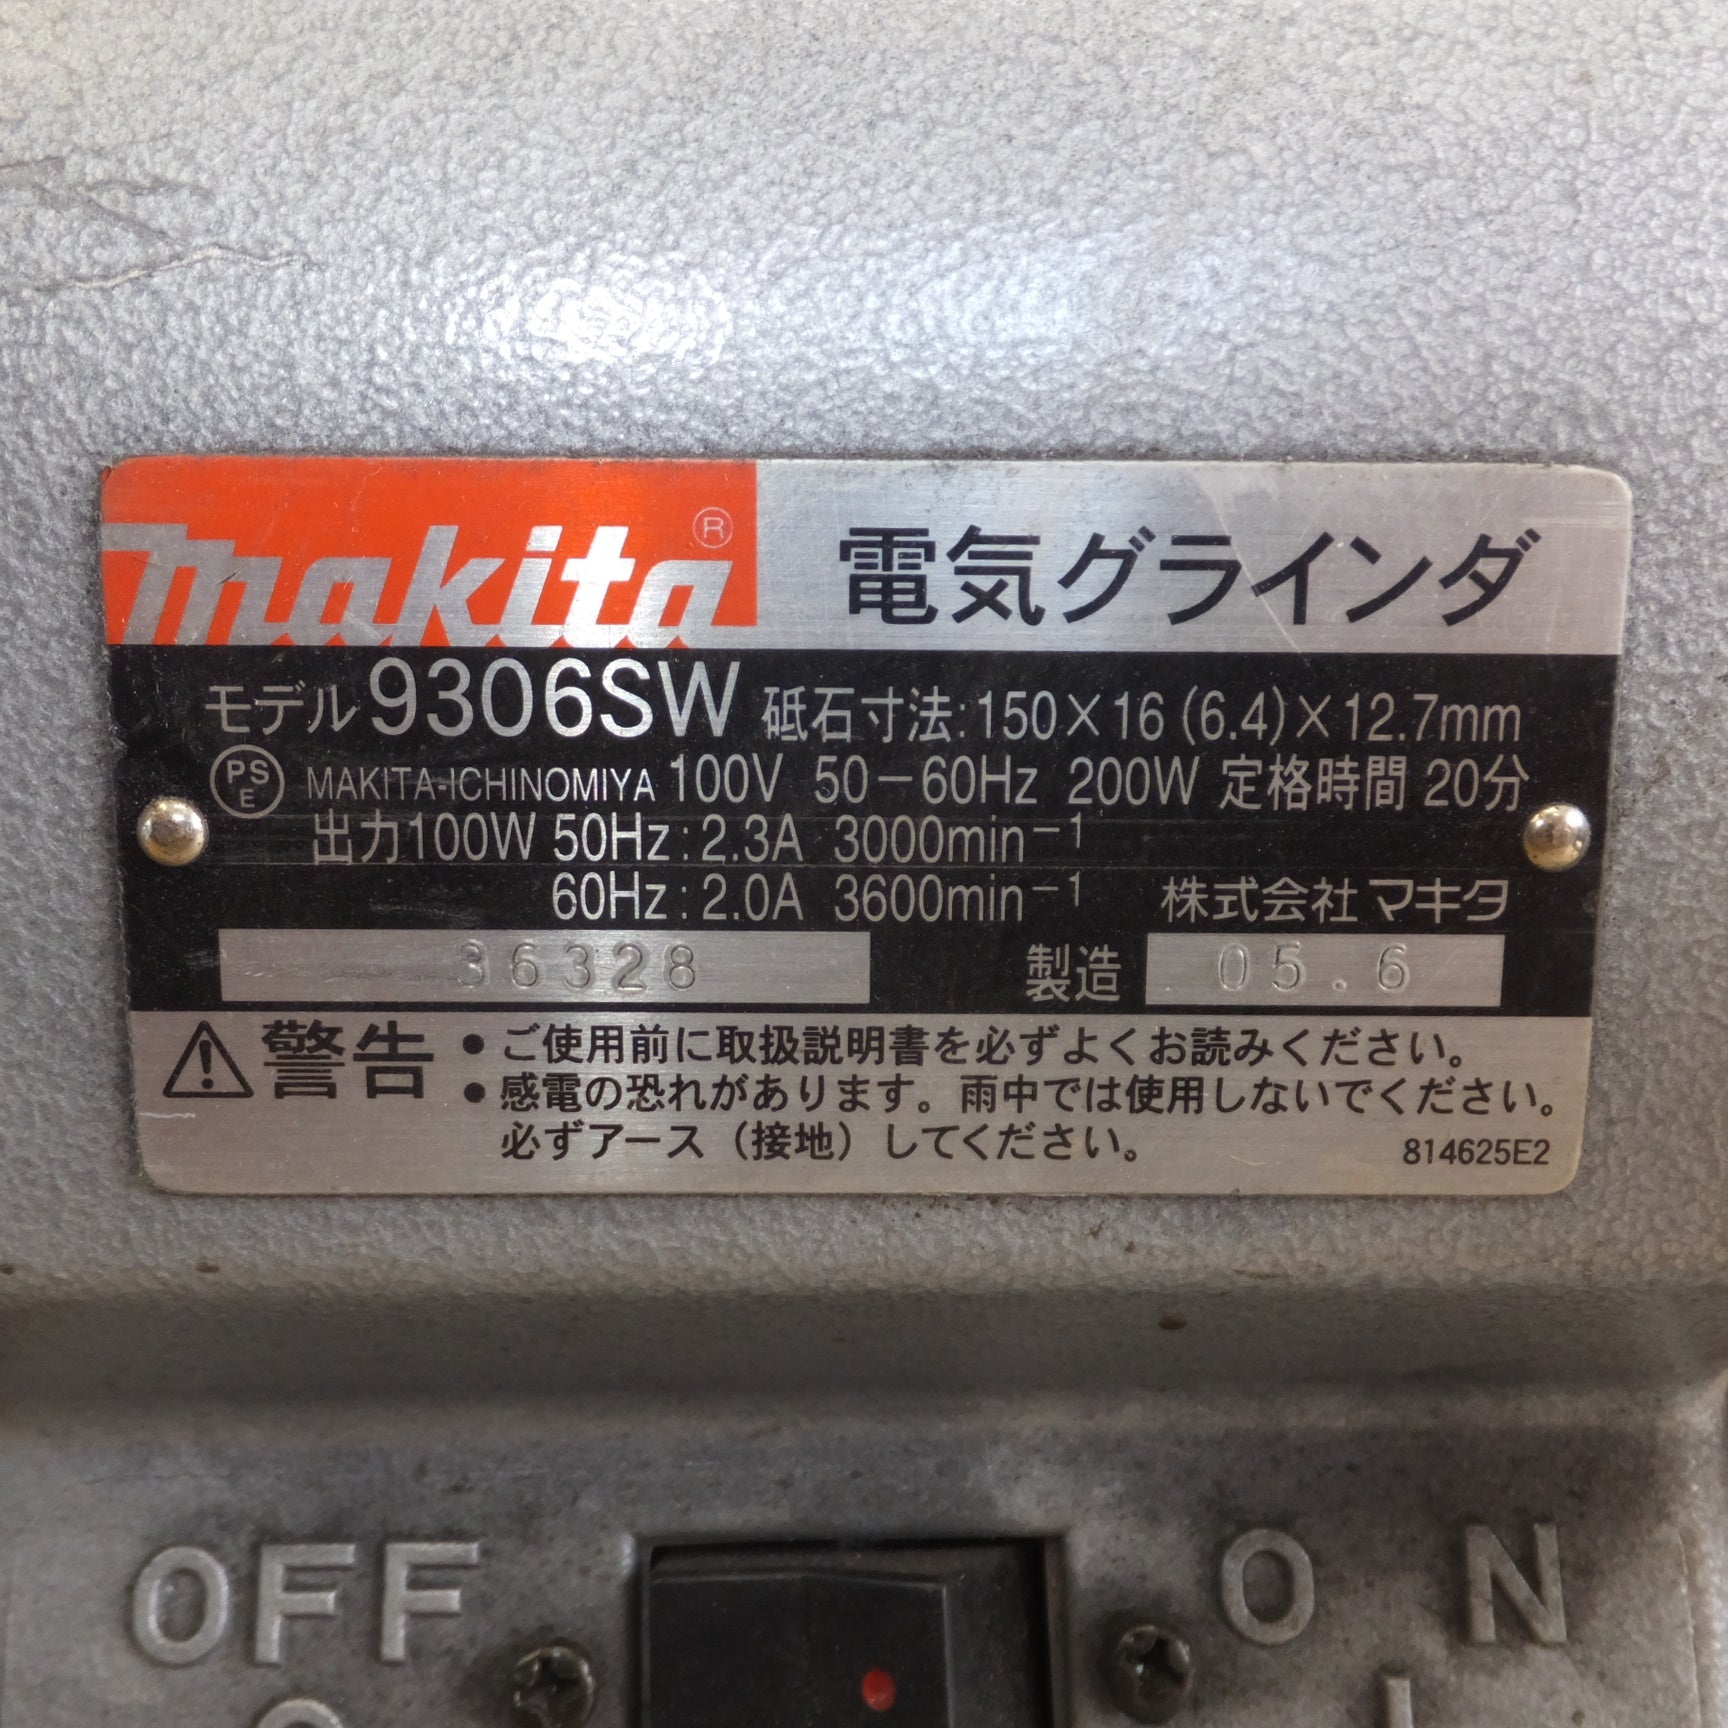 makita ® 電気グラインダ
モデル 9306SW 砥石寸法:150×16(6.4)×12.7mm
PSE MAKITA-ICHINOMIYA 100V 50-60Hz 200W 定格時間 20分
出力100W 50Hz:2.3A 3000min⁻¹
60Hz:2.0A 3600min⁻¹ 株式会社マキタ
36328 製造 05.6
警告 • ご使用前に取扱説明書を必ずよくお読みください。
• 感電の恐れがあります。雨中では使用しないでください。
必ずアース(接地)してください。 814625E2
OFF ON